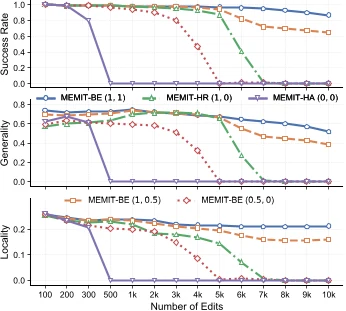 Success Rate
1.0
0.5
0.0
MEMIT-BE (1, 1) MEMIT-HR (1, 0) MEMIT-HA (0, 0)
Generality
0.8
0.6
0.4
0.2
0.0
MEMIT-BE (1, 0.5) MEMIT-BE (0.5, 0)
Locality
0.2
0.1
0.0
100 200 300 500 1k 2k 3k 4k 5k 6k 7k 8k 9k 10k
Number of Edits